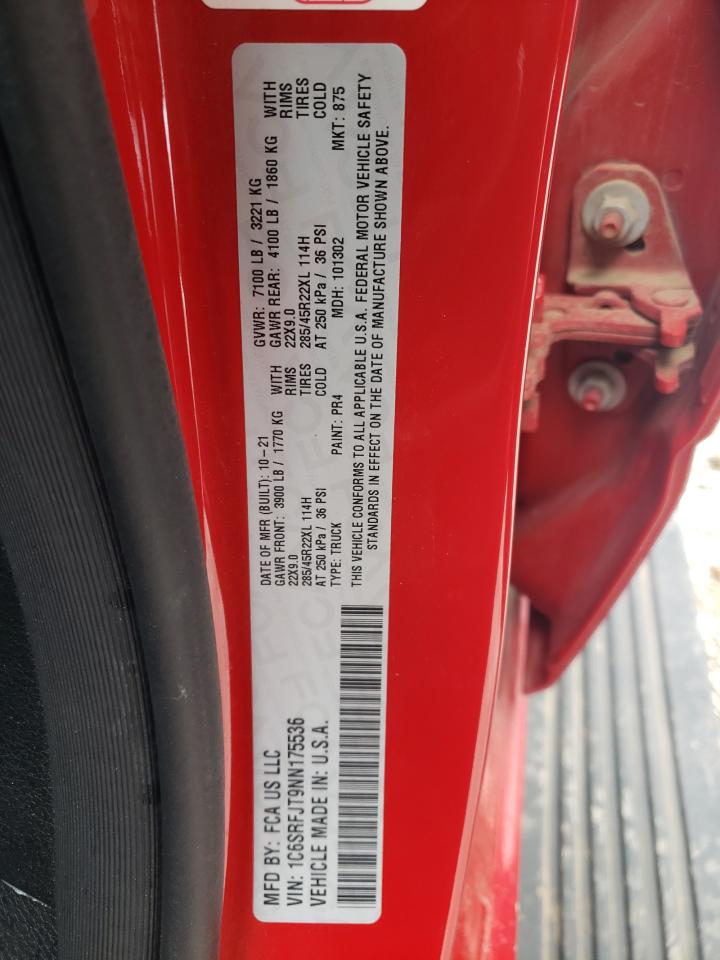 MFD BY: FCA US LLC
VIN: 1C6SRFJT9NN175536
VEHICLE MADE IN: U.S.A.
DATE OF MFR (BUILT): 10-21
GAWR FRONT: 3900 LB / 1770 KG WITH
22X9.0 RIMS
285/45R22XL 114H TIRES
AT 250 kPa / 36 PSI COLD
TYPE: TRUCK PAINT: PR4
GVWR: 7100 LB / 3221 KG
GAWR REAR: 4100 LB / 1860 KG WITH
22X9.0 RIMS
285/45R22XL 114H TIRES
AT 250 kPa / 36 PSI COLD
MDH: 101302 MKT: 875
THIS VEHICLE CONFORMS TO ALL APPLICABLE U.S.A. FEDERAL MOTOR VEHICLE SAFETY
STANDARDS IN EFFECT ON THE DATE OF MANUFACTURE SHOWN ABOVE.